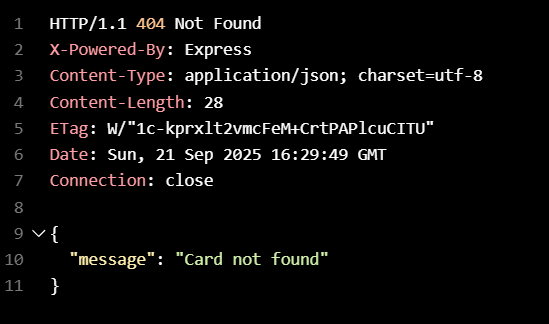 1 HTTP/1.1 404 Not Found
2 X-Powered-By: Express
3 Content-Type: application/json; charset=utf-8
4 Content-Length: 28
5 ETag: W/"1c-kprxlt2vmcFeM+CrtPAPlcuCITU"
6 Date: Sun, 21 Sep 2025 16:29:49 GMT
7 Connection: close
8
9 {
10 "message": "Card not found"
11 }